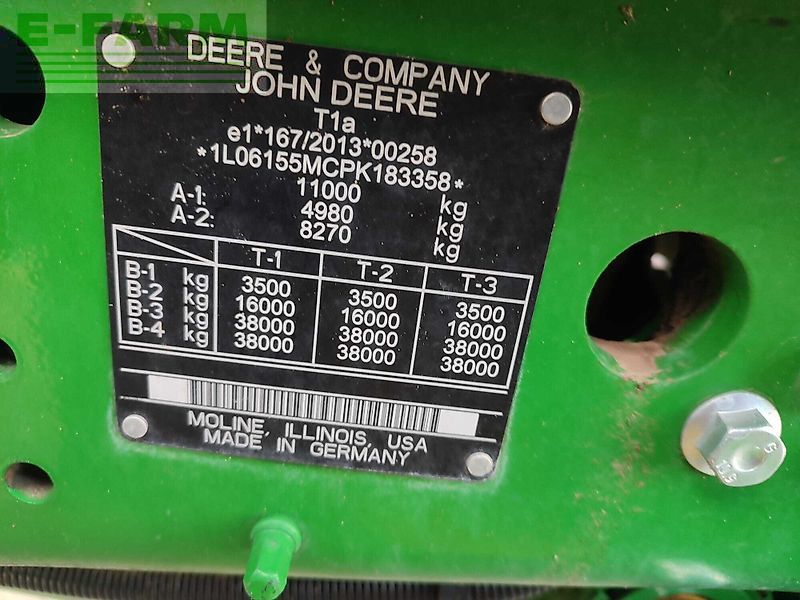 E-FARM
DEERE & COMPANY
JOHN DEERE
T1a
e1*167/2013*00258
*1L06155MCPK183358*
11000 kg
A-1: 4980 kg
A-2: 8270 kg
T-1 T-2 T-3
B-1 kg 3500 3500 3500
B-2 kg 16000 16000 16000
B-3 kg 38000 38000 38000
B-4 kg 38000 38000 38000
MOLINE, ILLINOIS, USA
MADE IN GERMANY